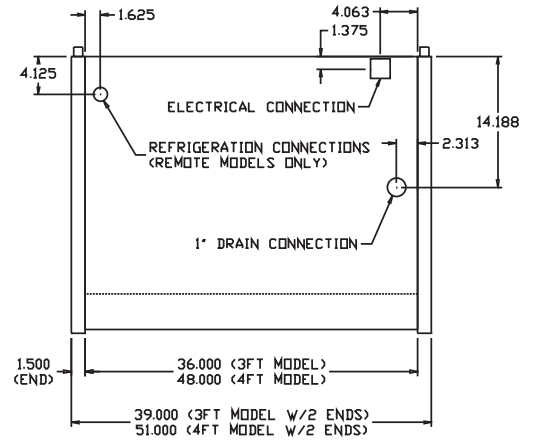 1.625
4.063
1.375
4.125
ELECTRICAL CONNECTION
14.188
REFRIGERATION CONNECTIONS
(REMOTE MODELS ONLY)
2.313
1" DRAIN CONNECTION
1.500
(END)
36.000 (3FT MODEL)
48.000 (4FT MODEL)
39.000 (3FT MODEL W/2 ENDS)
51.000 (4FT MODEL W/2 ENDS)